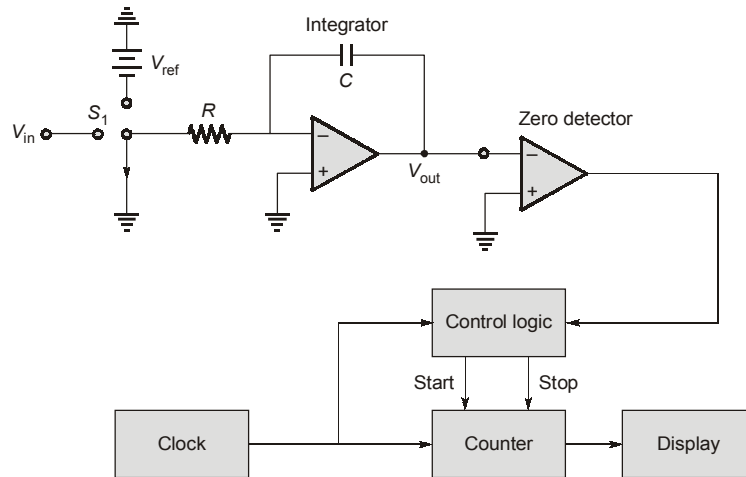 Integrator
V_ref
C
S_1
R
V_in
Zero detector
−
−
+
V_out
+
Control logic
Start
Stop
Clock
Counter
Display